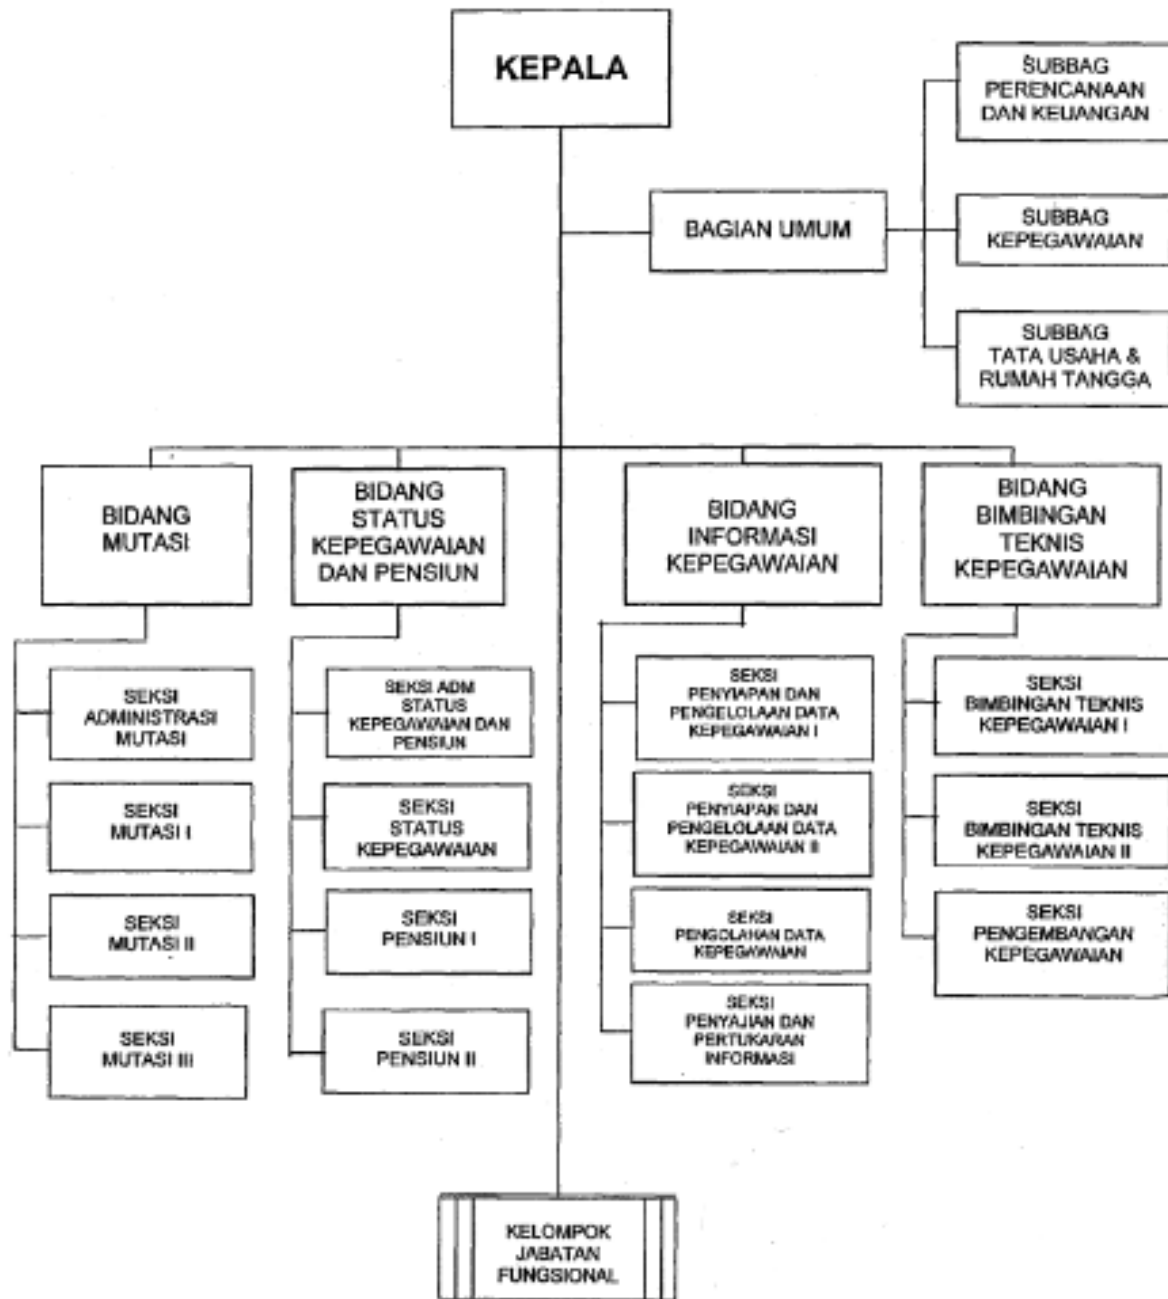 KEPALA
SUBBAG
PERENCANAAN
DAN KEUANGAN
BAGIAN UMUM
SUBBAG
KEPEGAWAIAN
SUBBAG
TATA USAHA &
RUMAH TANGGA
BIDANG
MUTASI
BIDANG
STATUS
KEPEGAWAIAN
DAN PENSIUN
BIDANG
INFORMASI
KEPEGAWAIAN
BIDANG
BIMBINGAN
TEKNIS
KEPEGAWAIAN
SEKSI
ADMINISTRASI
MUTASI
SEKSI
MUTASI I
SEKSI
MUTASI II
SEKSI
MUTASI III
SEKSI ADM
STATUS
KEPEGAWAIAN DAN
PENSIUN
SEKSI
STATUS
KEPEGAWAIAN
SEKSI
PENSIUN I
SEKSI
PENSIUN II
SEKSI
PENYIAPAN DAN
PENGELOLAAN DATA
KEPEGAWAIAN I
SEKSI
PENYIAPAN DAN
PENGELOLAAN DATA
KEPEGAWAIAN II
SEKSI
PENGOLAHAN DATA
KEPEGAWAIAN
SEKSI
PENYAJIAN DAN
PERTUKARAN
INFORMASI
SEKSI
BIMBINGAN TEKNIS
KEPEGAWAIAN I
SEKSI
BIMBINGAN TEKNIS
KEPEGAWAIAN II
SEKSI
PENGEMBANGAN
KEPEGAWAIAN
KELOMPOK
JABATAN
FUNGSIONAL